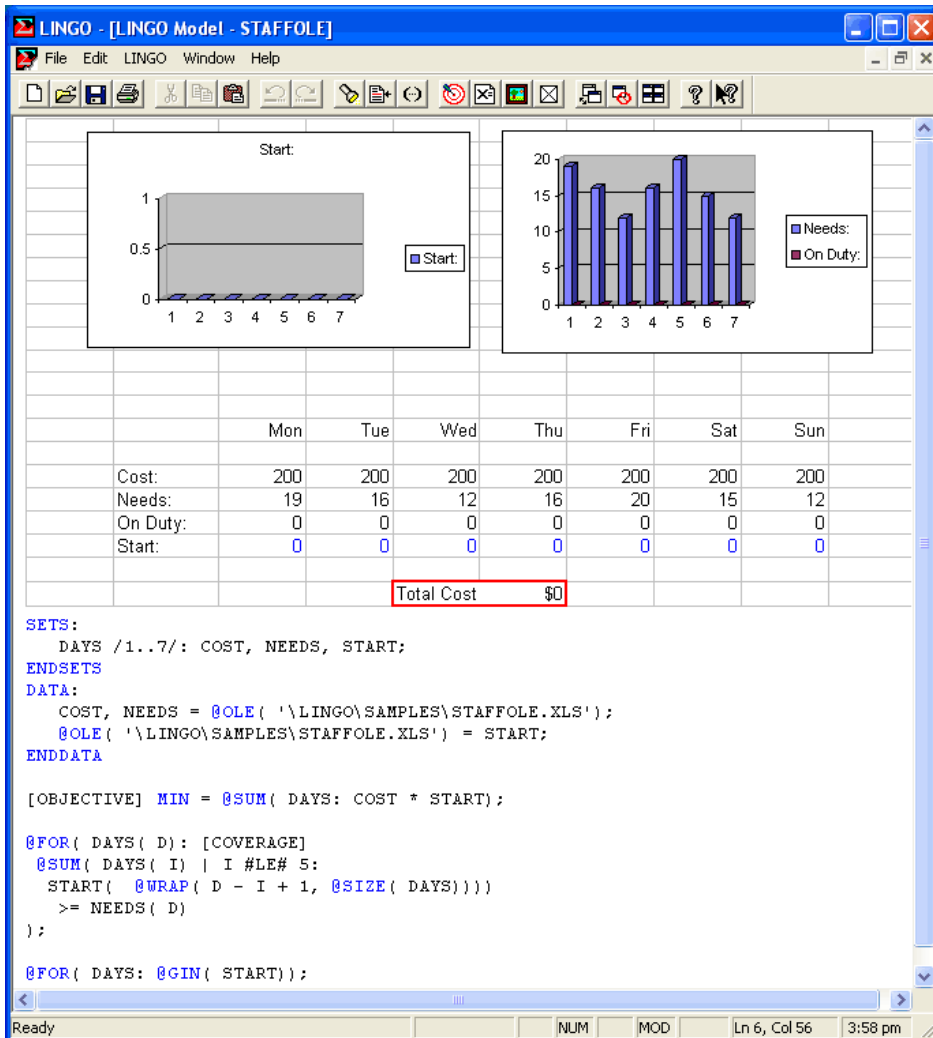 LINGO - [LINGO Model - STAFFOLE]
File Edit LINGO Window Help
Start:
1
0.5
0
1 2 3 4 5 6 7
Start:
20
15
10
5
0
1 2 3 4 5 6 7
Needs:
On Duty:
Mon Tue Wed Thu Fri Sat Sun
Cost: 200 200 200 200 200 200 200
Needs: 19 16 12 16 20 15 12
On Duty: 0 0 0 0 0 0 0
Start: 0 0 0 0 0 0 0
Total Cost $0
SETS:
DAYS /1..7/: COST, NEEDS, START;
ENDSETS
DATA:
COST, NEEDS = @OLE( '\LINGO\SAMPLES\STAFFOLE.XLS');
@OLE( '\LINGO\SAMPLES\STAFFOLE.XLS') = START;
ENDDATA
[OBJECTIVE] MIN = @SUM( DAYS: COST * START);
@FOR( DAYS( D): [COVERAGE]
@SUM( DAYS( I) | I #LE# 5:
START( @WRAP( D - I + 1, @SIZE( DAYS))))
>= NEEDS( D)
);
@FOR( DAYS: @GIN( START));
Ready NUM MOD Ln 6, Col 56 3:58 pm